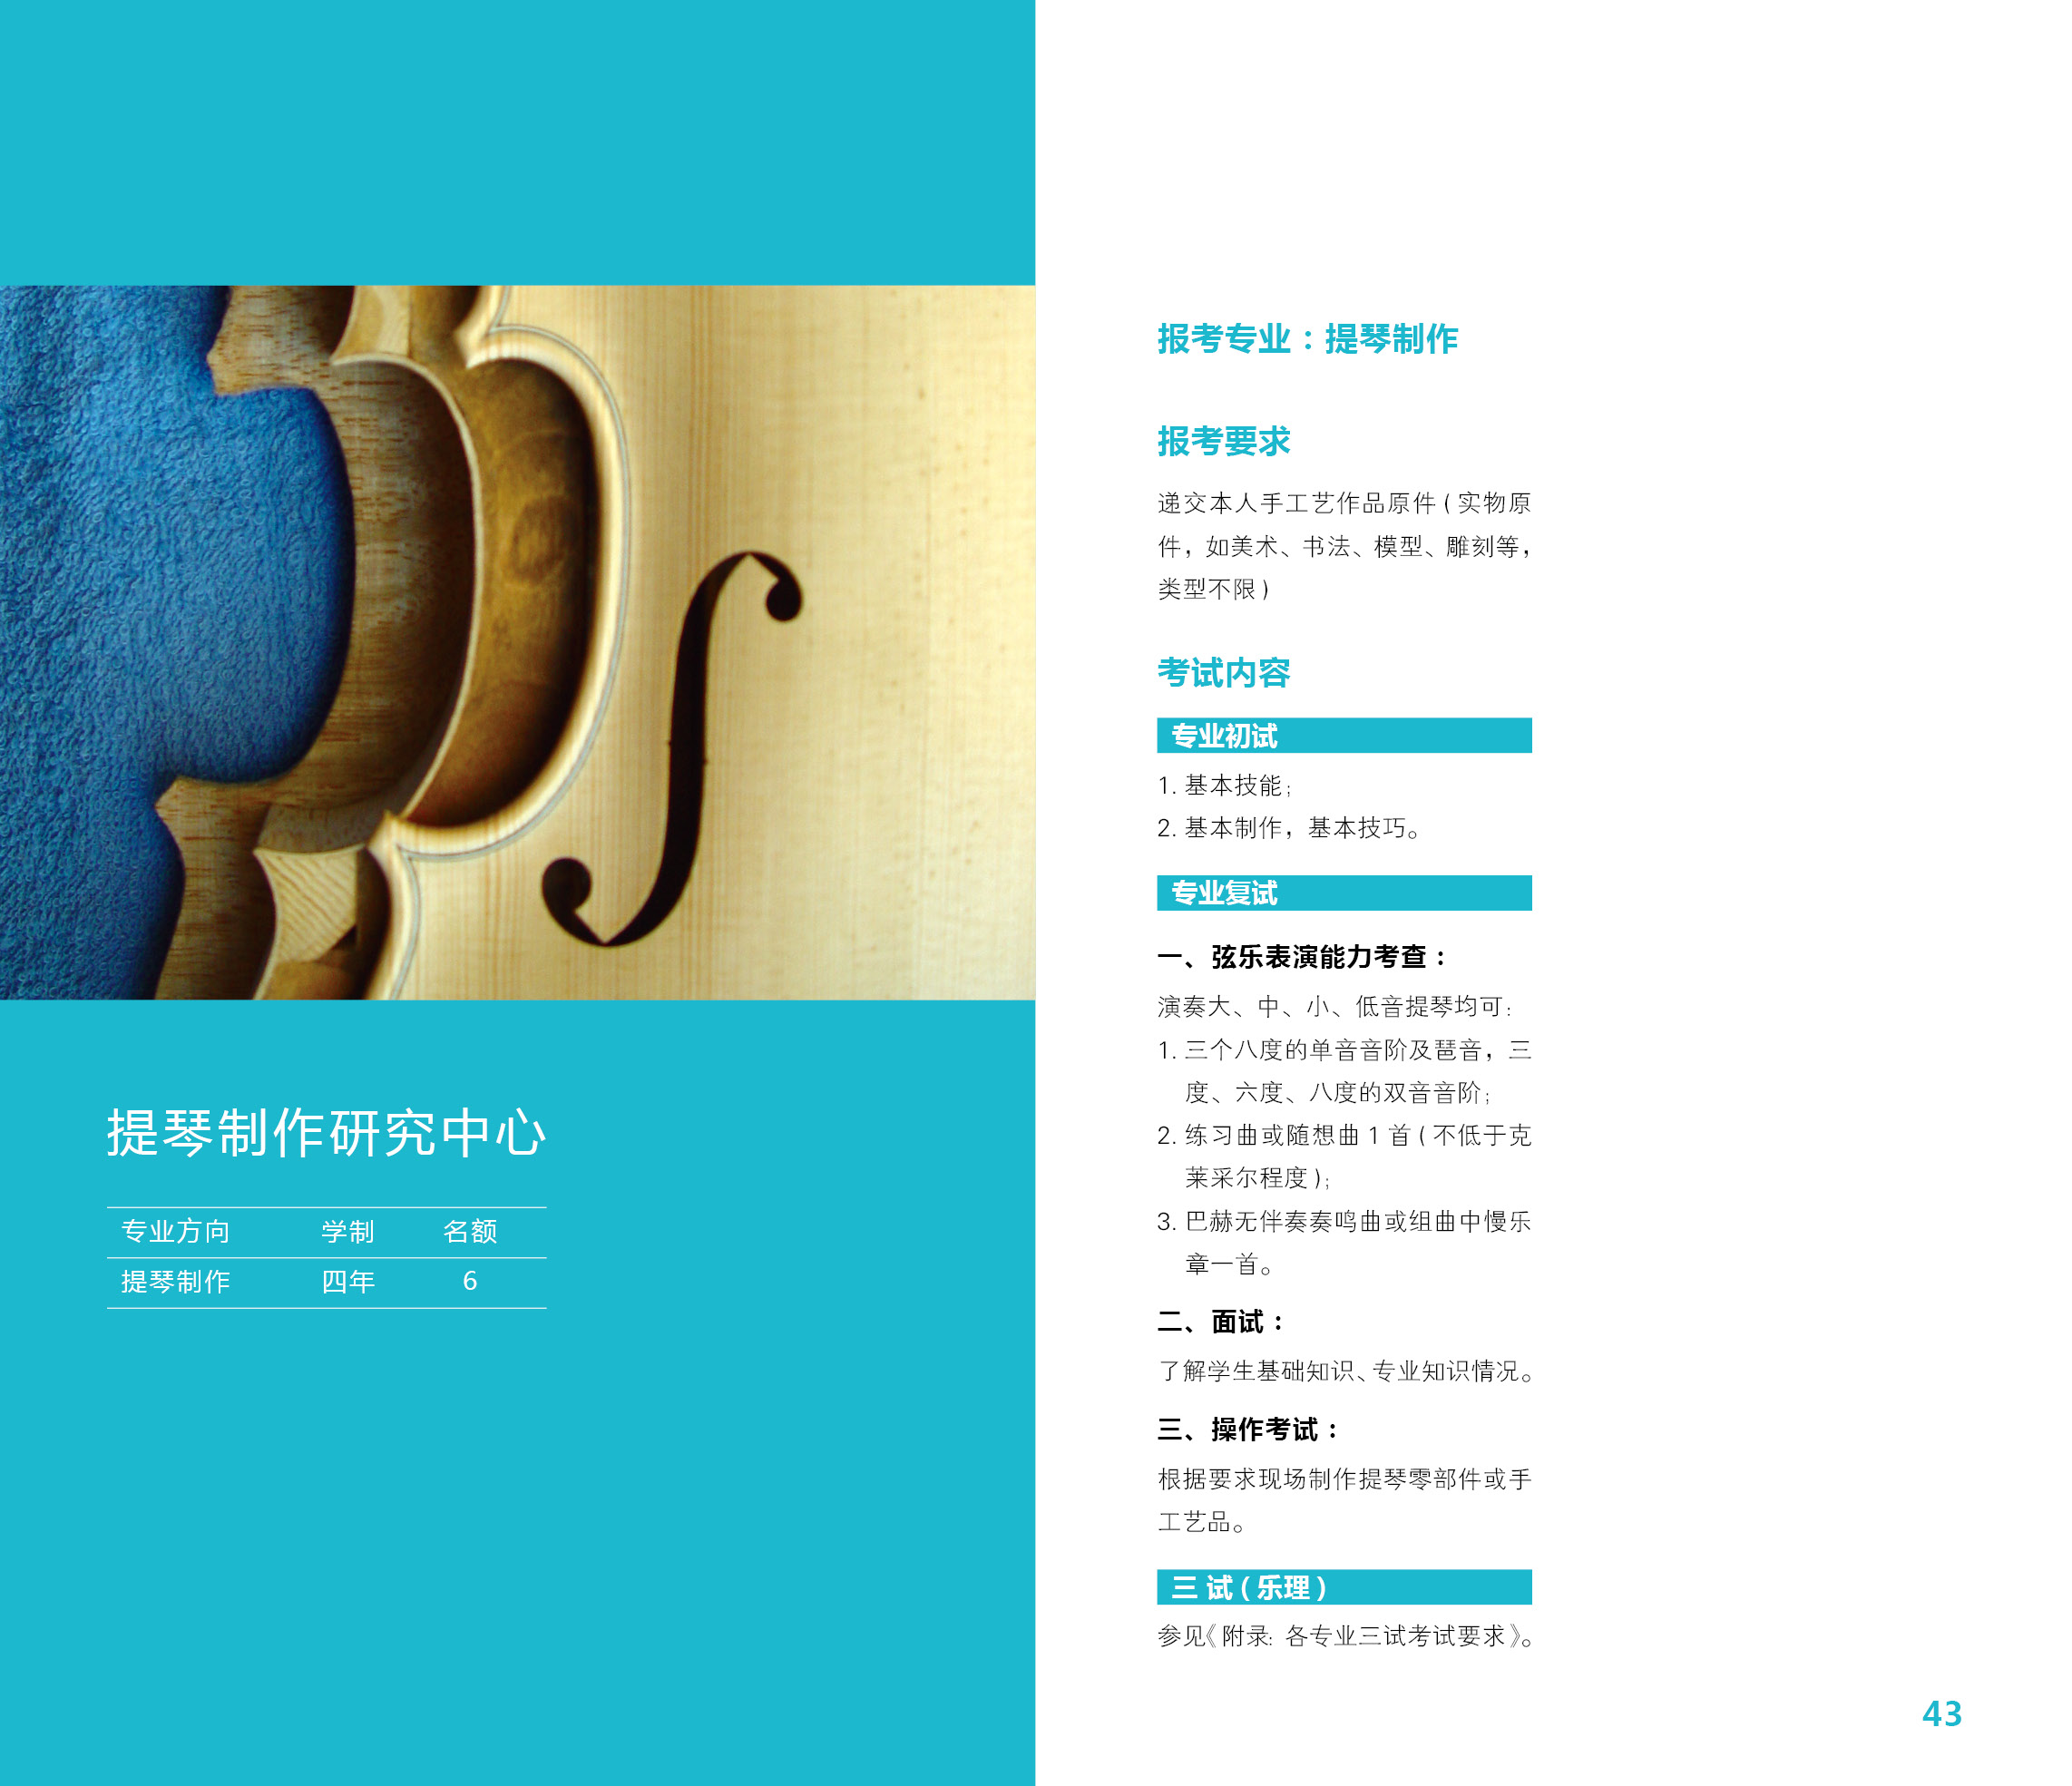 提琴制作研究中心
专业方向 学制 名额
提琴制作 四年 6
报考专业：提琴制作
报考要求
递交本人手工艺作品原件(实物原
件，如美术、书法、模型、雕刻等，
类型不限)
考试内容
专业初试
1. 基本技能；
2. 基本制作，基本技巧。
专业复试
一、弦乐表演能力考查：
演奏大、中、小、低音提琴均可：
1. 三个八度的单音音阶及琶音，三
度、六度、八度的双音音阶；
2. 练习曲或随想曲 1 首(不低于克
莱采尔程度)；
3. 巴赫无伴奏奏鸣曲或组曲中慢乐
章一首。
二、面试：
了解学生基础知识、专业知识情况。
三、操作考试：
根据要求现场制作提琴零部件或手
工艺品。
三 试(乐理)
参见《附录：各专业三试考试要求》。
43